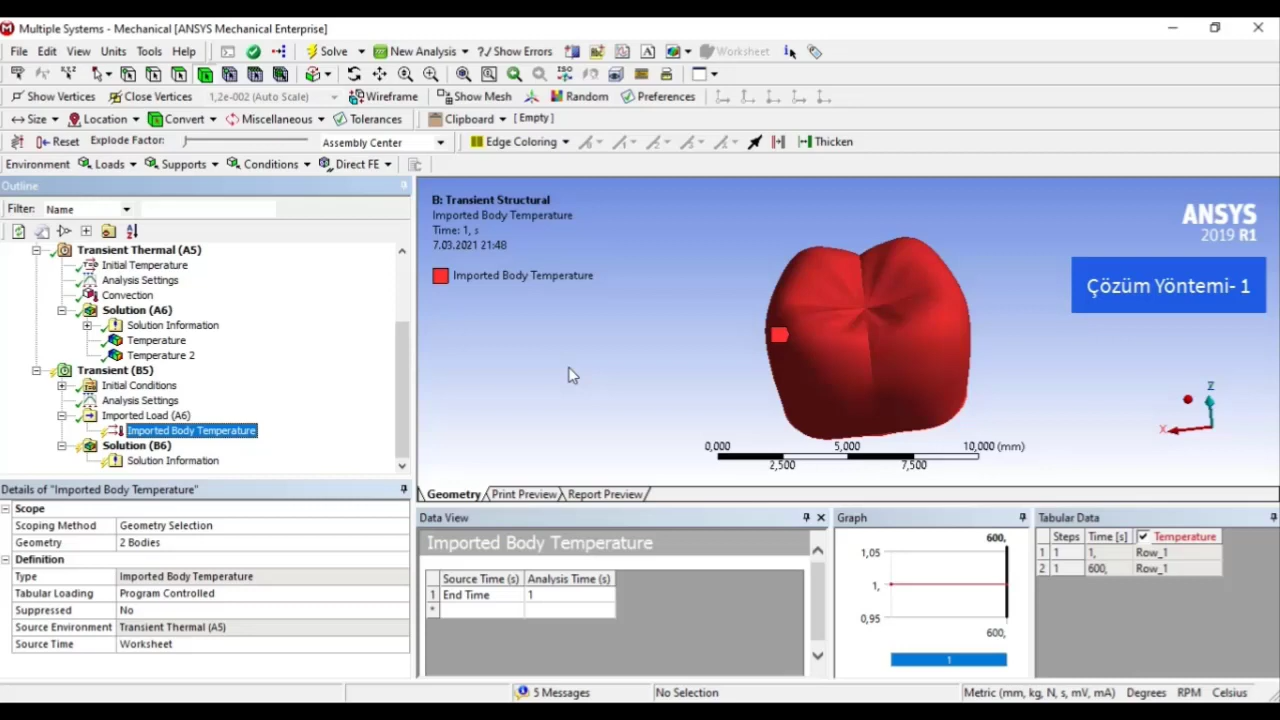 Multiple Systems - Mechanical [ANSYS Mechanical Enterprise]
File Edit View Units Tools Help Solve New Analysis ?/ Show Errors Worksheet
Show Vertices Close Vertices 1,2e-002 (Auto Scale) Wireframe Show Mesh Random Preferences
Size Location Convert Miscellaneous Tolerances Clipboard [ Empty ]
Reset Explode Factor: Assembly Center Edge Coloring Thicken
Environment Loads Supports Conditions Direct FE
Outline
Filter: Name
Transient Thermal (A5)
Initial Temperature
Analysis Settings
Convection
Solution (A6)
Solution Information
Temperature
Temperature 2
Transient (B5)
Initial Conditions
Analysis Settings
Imported Load (A6)
Imported Body Temperature
Solution (B6)
Solution Information
B: Transient Structural
Imported Body Temperature
Time: 1, s
7.03.2021 21:48
Imported Body Temperature
ANSYS
2019 R1
Çözüm Yöntemi- 1
Z
X
0,000 5,000 10,000 (mm)
2,500 7,500
Geometry Print Preview Report Preview
Details of "Imported Body Temperature"
Scope
Scoping Method Geometry Selection
Geometry 2 Bodies
Definition
Type Imported Body Temperature
Tabular Loading Program Controlled
Suppressed No
Source Environment Transient Thermal (A5)
Source Time Worksheet
Data View
Imported Body Temperature
Source Time (s) Analysis Time (s)
1 End Time 1
*
Graph
600,
1,05
1,
0,95
600,
1
Tabular Data
Steps Time [s] Temperature
1 1 1, Row_1
2 1 600, Row_1
5 Messages No Selection Metric (mm, kg, N, s, mV, mA) Degrees RPM Celsius